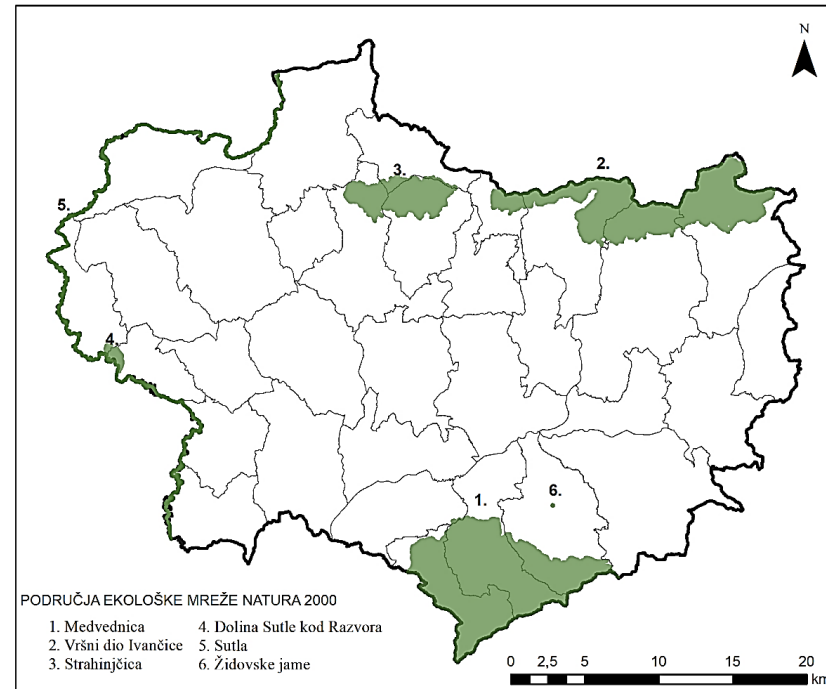 N
3.
2.
5.
4.
1.
6.
PODRUČJA EKOLOŠKE MREŽE NATURA 2000
1. Medvednica
2. Vršni dio Ivančice
3. Strahinjčica
4. Dolina Sutle kod Razvora
5. Sutla
6. Židovske jame
0 2,5 5 10 15 20
km